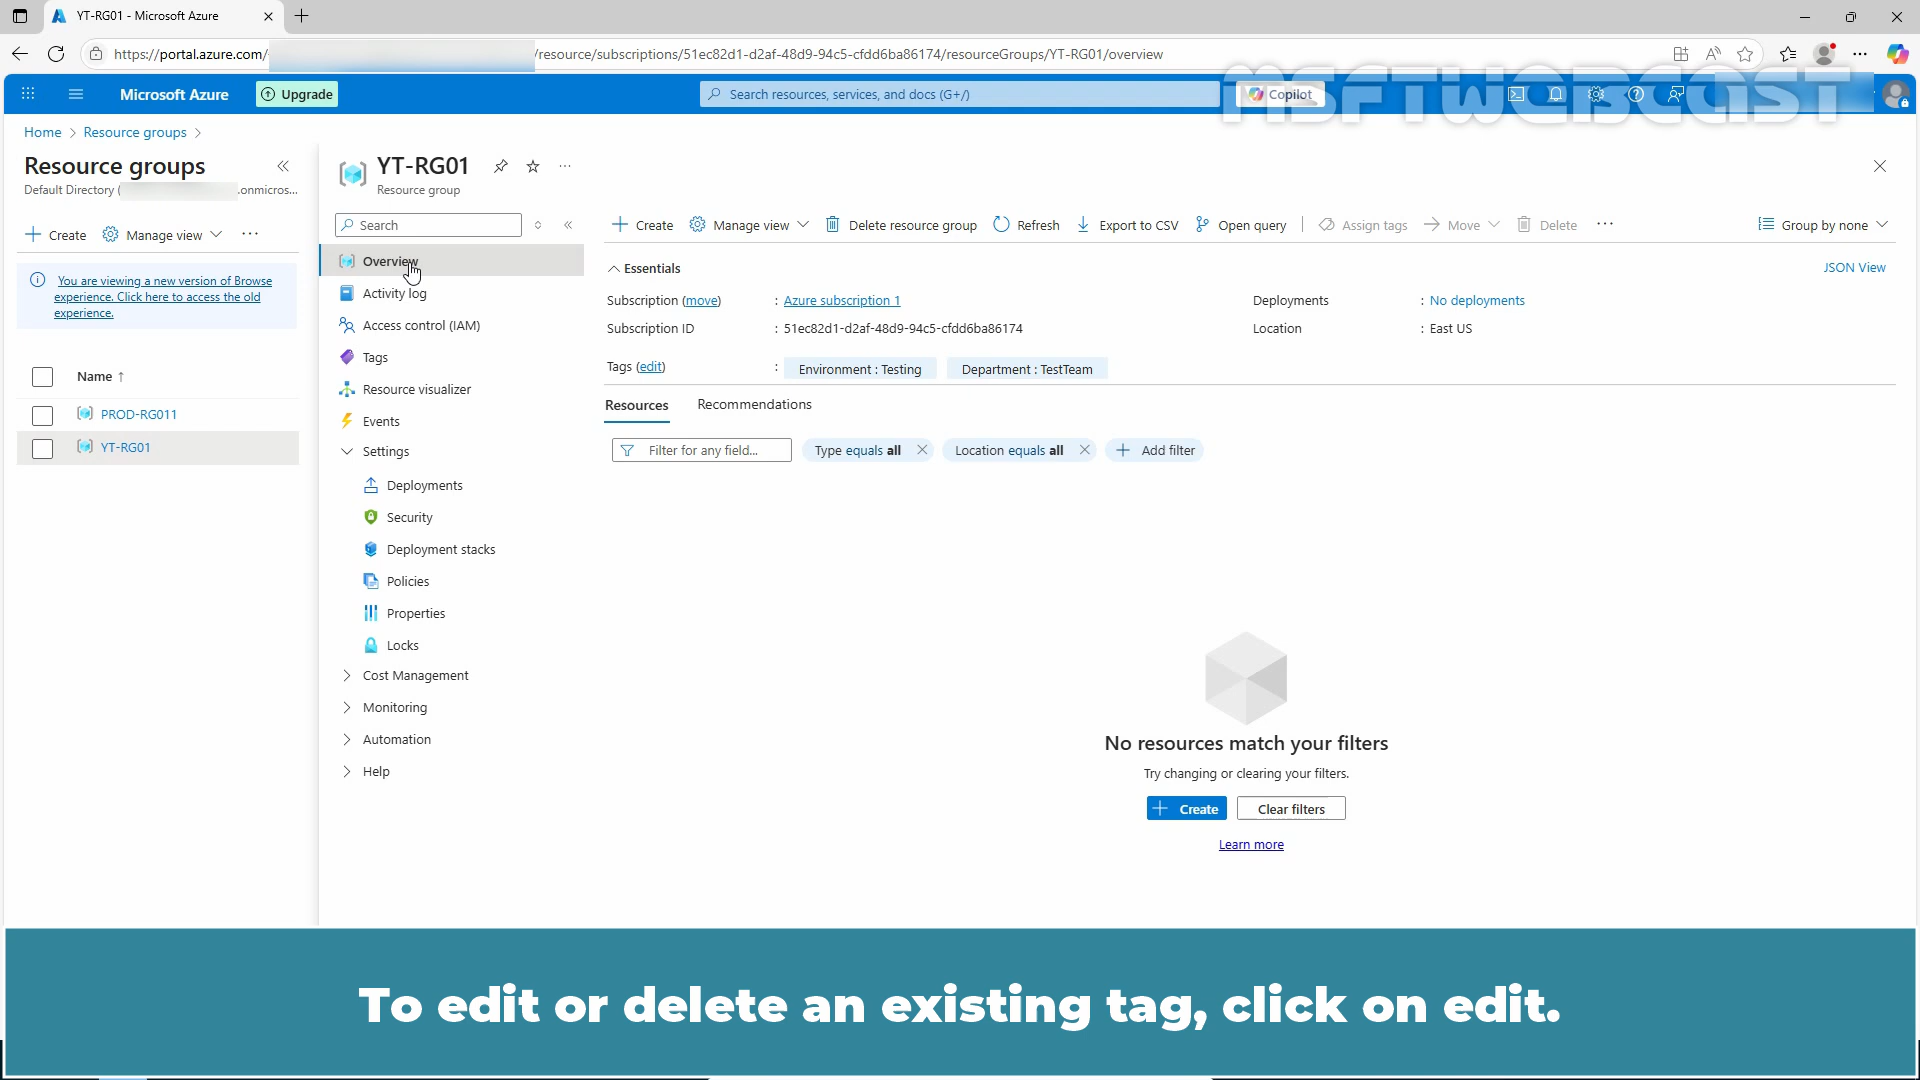 YT-RG01 - Microsoft Azure
https://portal.azure.com/ /resource/subscriptions/51ec82d1-d2af-48d9-94c5-cfdd6ba86174/resourceGroups/YT-RG01/overview
Microsoft Azure
Upgrade
Search resources, services, and docs (G+/)
Copilot
MSFTWEBCAST
Home > Resource groups >
Resource groups
Default Directory ( .onmicros...
Create
Manage view
You are viewing a new version of Browse
experience. Click here to access the old
experience.
Name ↑
PROD-RG011
YT-RG01
YT-RG01
Resource group
Search
Overview
Activity log
Access control (IAM)
Tags
Resource visualizer
Events
Settings
Deployments
Security
Deployment stacks
Policies
Properties
Locks
Cost Management
Monitoring
Automation
Help
Create
Manage view
Delete resource group
Refresh
Export to CSV
Open query
Assign tags
Move
Delete
Group by none
Essentials
JSON View
Subscription (move) : Azure subscription 1
Subscription ID : 51ec82d1-d2af-48d9-94c5-cfdd6ba86174
Tags (edit) : Environment : Testing Department : TestTeam
Deployments : No deployments
Location : East US
Resources
Recommendations
Filter for any field...
Type equals all
Location equals all
Add filter
No resources match your filters
Try changing or clearing your filters.
Create
Clear filters
Learn more
To edit or delete an existing tag, click on edit.